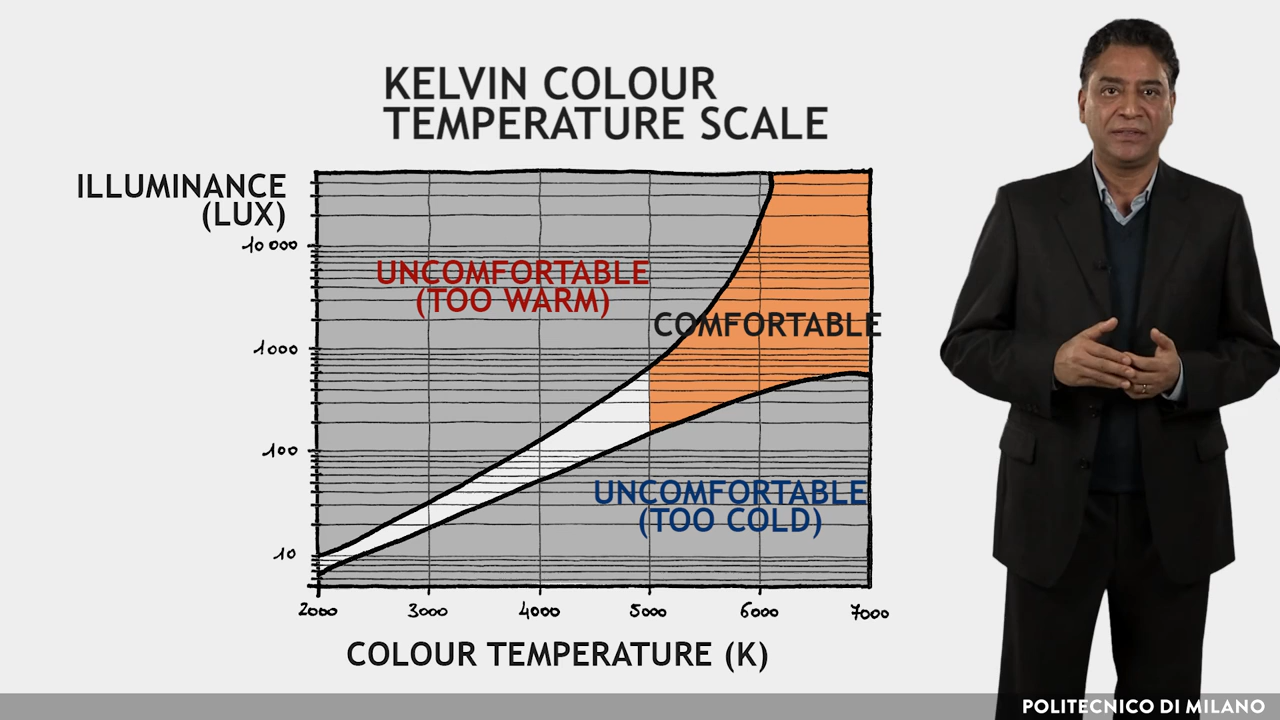 KELVIN COLOUR
TEMPERATURE SCALE
ILLUMINANCE
(LUX)
10 000
1000
100
10
UNCOMFORTABLE
(TOO WARM)
COMFORTABLE
UNCOMFORTABLE
(TOO COLD)
2000 3000 4000 5000 6000 7000
COLOUR TEMPERATURE (K)
POLITECNICO DI MILANO